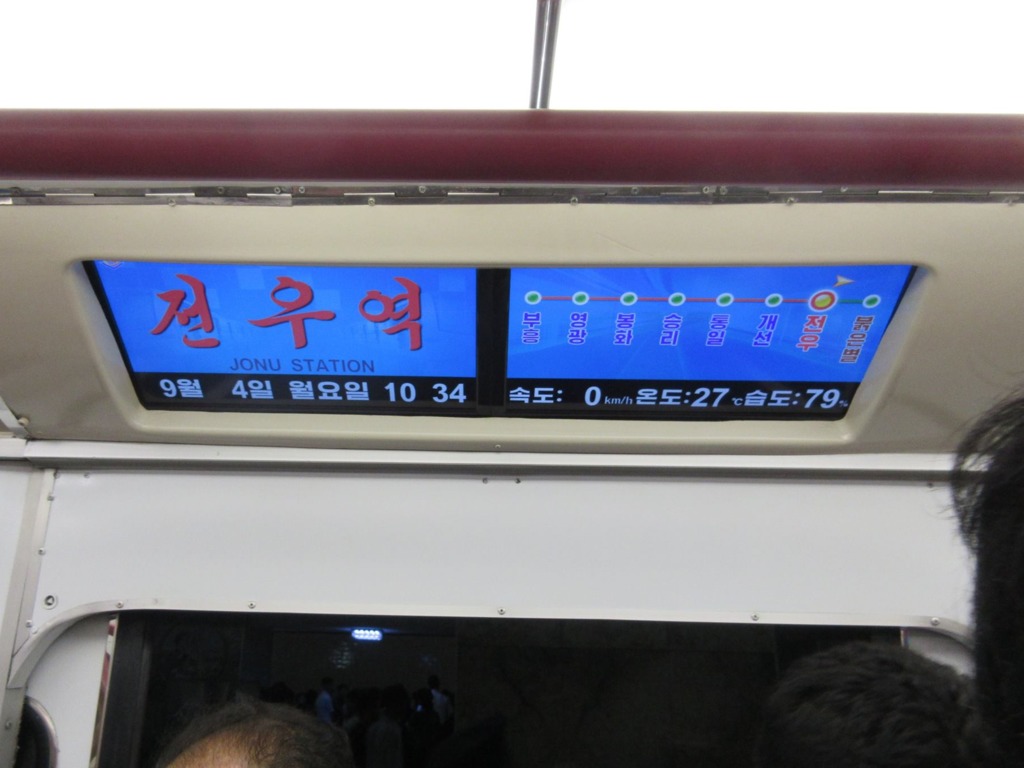 전우역
JONU STATION
9월 4일 월요일 10 34
부흥 영광 봉화 승리 통일 개선 전우 붉은별
속도: 0 km/h 온도:27 ℃ 습도:79 %